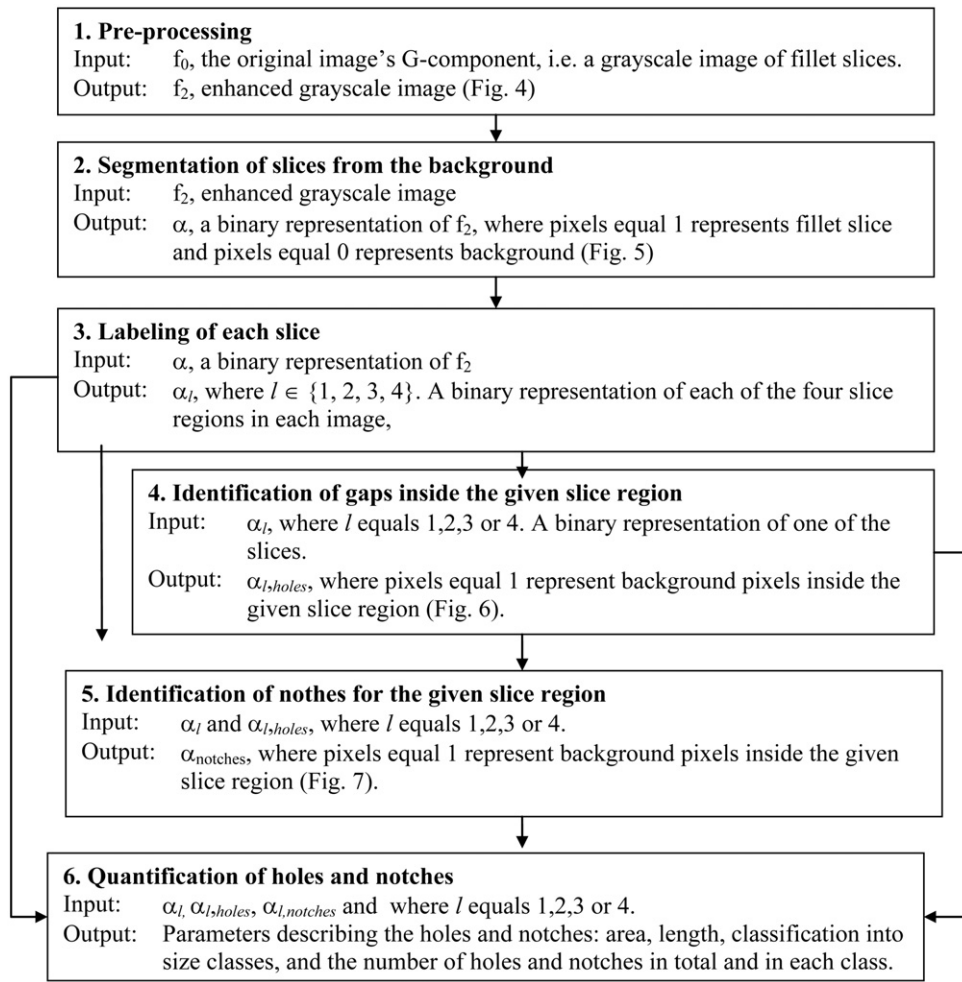 1. Pre-processing
Input: f₀, the original image's G-component, i.e. a grayscale image of fillet slices.
Output: f₂, enhanced grayscale image (Fig. 4)
2. Segmentation of slices from the background
Input: f₂, enhanced grayscale image
Output: α, a binary representation of f₂, where pixels equal 1 represents fillet slice
and pixels equal 0 represents background (Fig. 5)
3. Labeling of each slice
Input: α, a binary representation of f₂
Output: αₗ, where l ∈ {1, 2, 3, 4}. A binary representation of each of the four slice
regions in each image,
4. Identification of gaps inside the given slice region
Input: αₗ, where l equals 1,2,3 or 4. A binary representation of one of the
slices.
Output: αₗ,holes, where pixels equal 1 represent background pixels inside the
given slice region (Fig. 6).
5. Identification of nothes for the given slice region
Input: αₗ and αₗ,holes, where l equals 1,2,3 or 4.
Output: αnotches, where pixels equal 1 represent background pixels inside the given
slice region (Fig. 7).
6. Quantification of holes and notches
Input: αₗ, αₗ,holes, αₗ,notches and where l equals 1,2,3 or 4.
Output: Parameters describing the holes and notches: area, length, classification into
size classes, and the number of holes and notches in total and in each class.